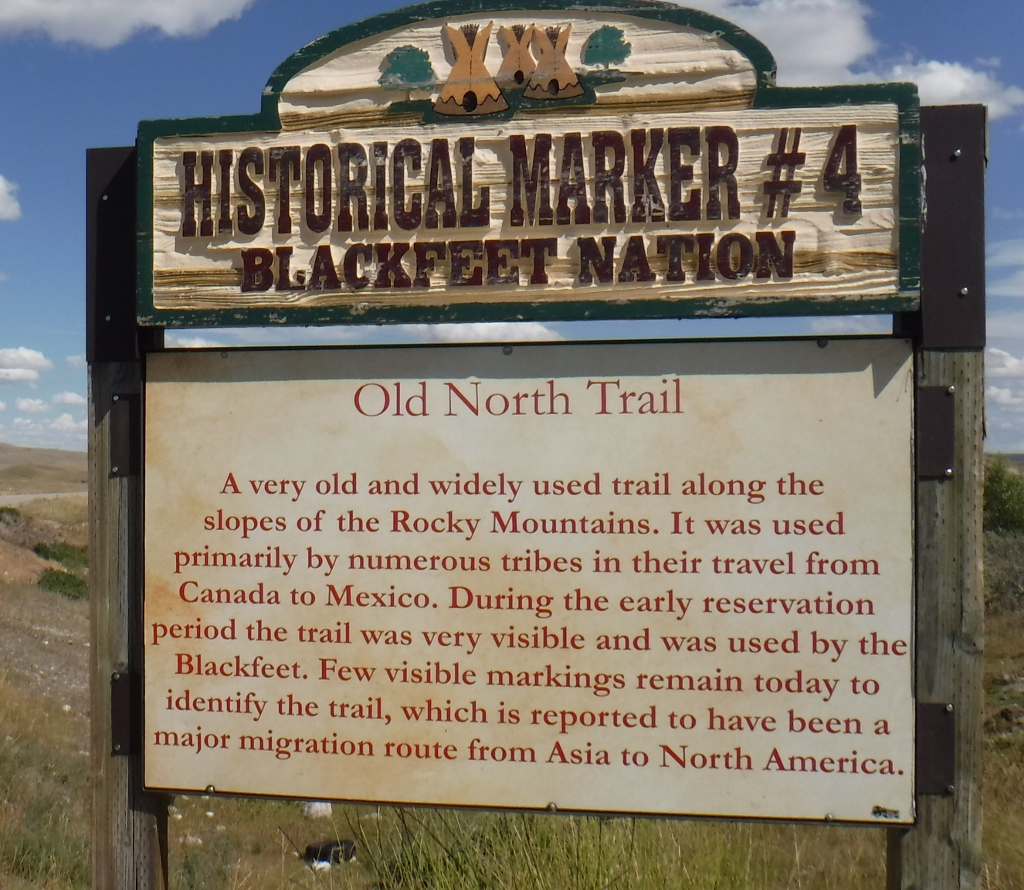 HISTORICAL MARKER # 4
BLACKFEET NATION
Old North Trail
A very old and widely used trail along the
slopes of the Rocky Mountains. It was used
primarily by numerous tribes in their travel from
Canada to Mexico. During the early reservation
period the trail was very visible and was used by the
Blackfeet. Few visible markings remain today to
identify the trail, which is reported to have been a
major migration route from Asia to North America.